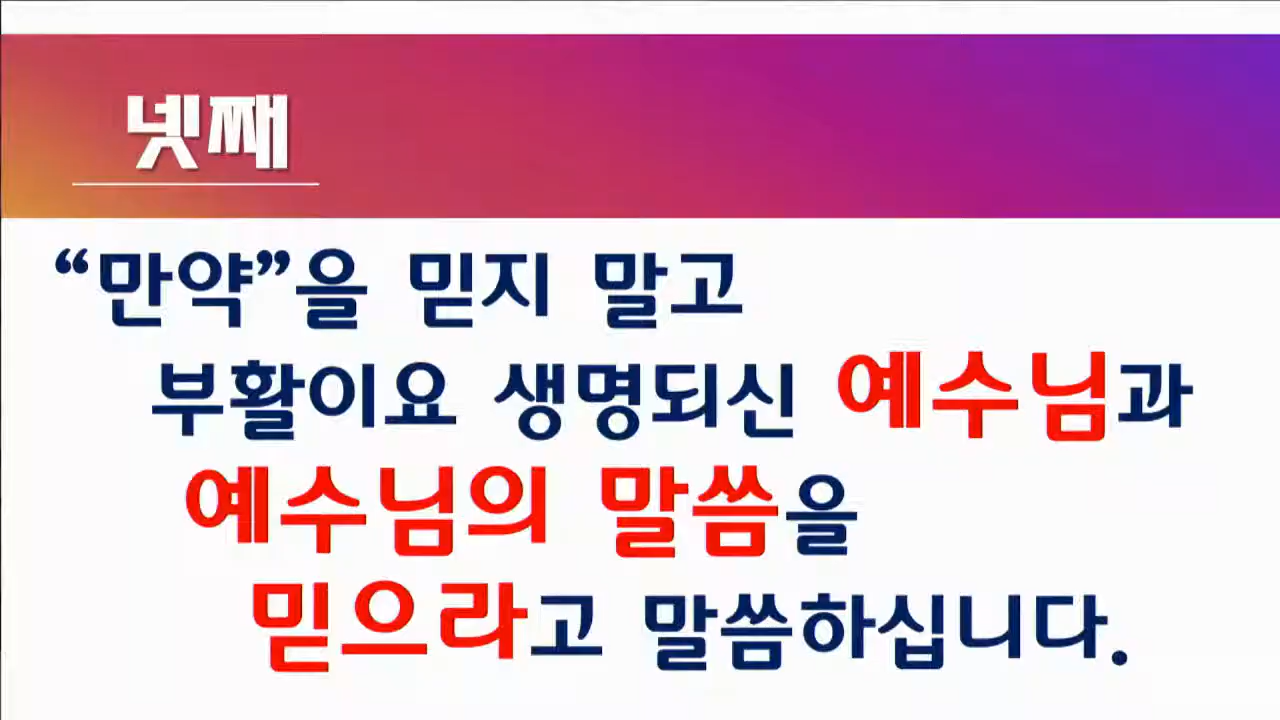 넷째
“만약”을 믿지 말고
부활이요 생명되신 예수님과
예수님의 말씀을
믿으라고 말씀하십니다.